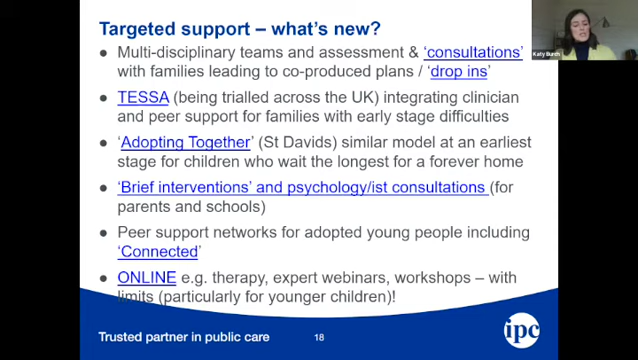 Targeted support – what's new?
● Multi-disciplinary teams and assessment & 'consultations'
with families leading to co-produced plans / 'drop ins'
● TESSA (being trialled across the UK) integrating clinician
and peer support for families with early stage difficulties
● 'Adopting Together' (St Davids) similar model at an earliest
stage for children who wait the longest for a forever home
● 'Brief interventions' and psychology/ist consultations (for
parents and schools)
● Peer support networks for adopted young people including
'Connected'
● ONLINE e.g. therapy, expert webinars, workshops – with
limits (particularly for younger children)!
Trusted partner in public care
18
ipc
Katy Burch